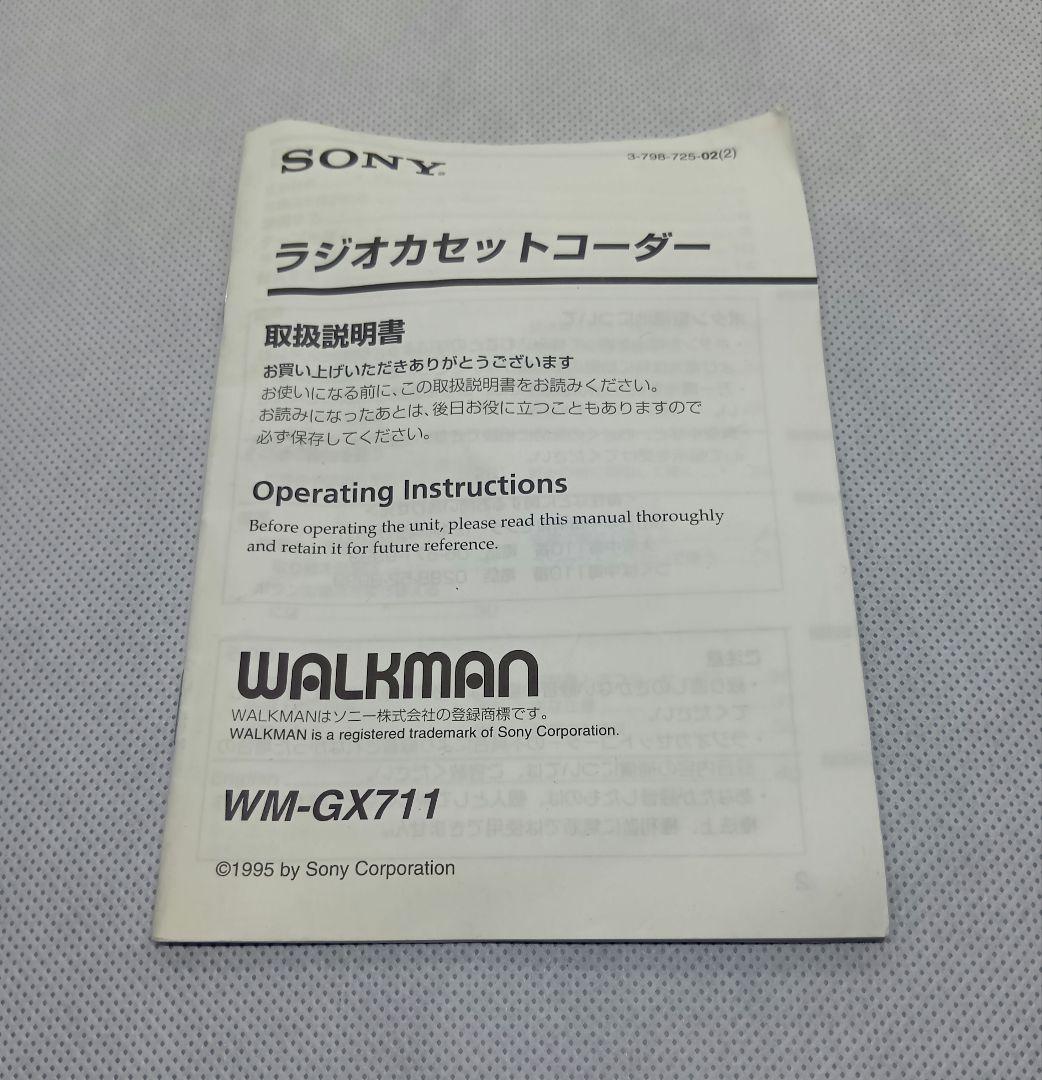 SONY
3-798-725-02(2)
ラジオカセットコーダー
取扱説明書
お買い上げいただきありがとうございます
お使いになる前に、この取扱説明書をお読みください。
お読みになったあとは、後日お役に立つこともありますので
必ず保存してください。
Operating Instructions
Before operating the unit, please read this manual thoroughly
and retain it for future reference.
WALKMAN
WALKMANはソニー株式会社の登録商標です。
WALKMAN is a registered trademark of Sony Corporation.
WM-GX711
©1995 by Sony Corporation